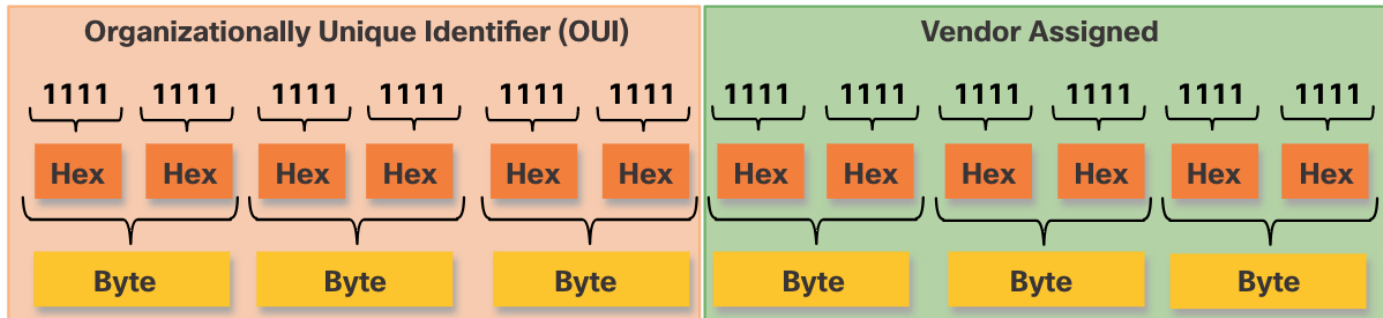 Organizationally Unique Identifier (OUI) Vendor Assigned
1111 1111 1111 1111 1111 1111 1111 1111 1111 1111 1111 1111
Hex Hex Hex Hex Hex Hex Hex Hex Hex Hex Hex Hex
Byte Byte Byte Byte Byte Byte